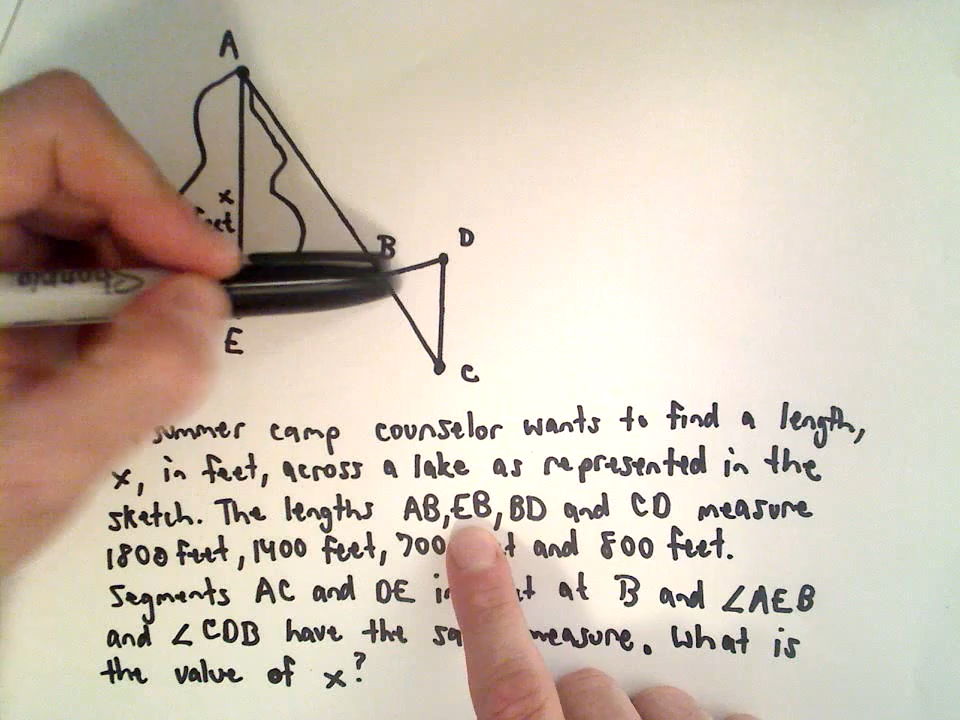 A
x
feet
B
D
Sharpie
E
C
summer camp counselor wants to find a length,
x, in feet, across a lake as represented in the
sketch. The lengths AB, EB, BD and CD measure
1800 feet, 1400 feet, 700 and 800 feet.
Segments AC and DE at B and ∠AEB
and ∠CDB have the measure. What is
the value of x?